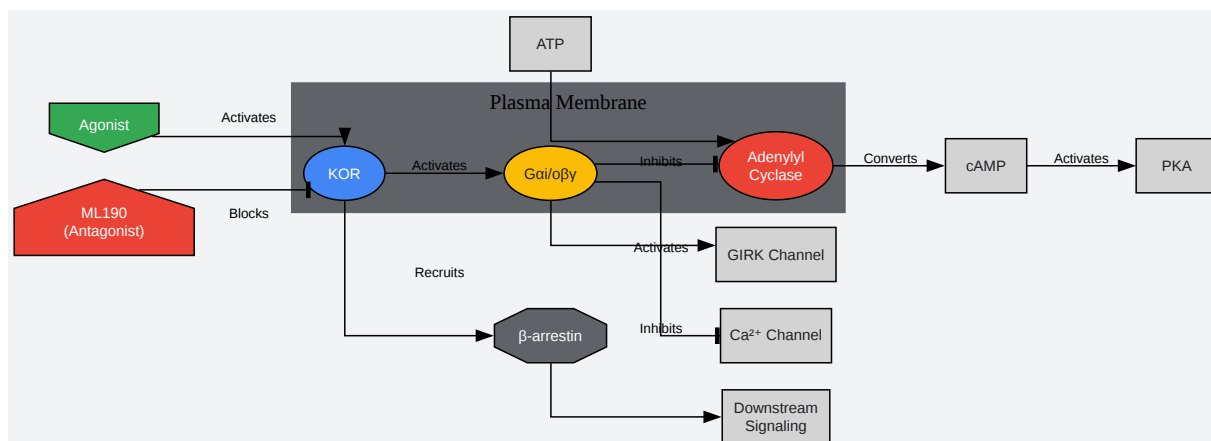 ATP
Plasma Membrane
Agonist
Activates
KOR
Activates
Gαi/oβγ
Inhibits
Adenylyl
Cyclase
Converts
cAMP
Activates
PKA
ML190
(Antagonist)
Blocks
Activates
GIRK Channel
Recruits
β-arrestin
Inhibits
Ca²⁺ Channel
Downstream
Signaling